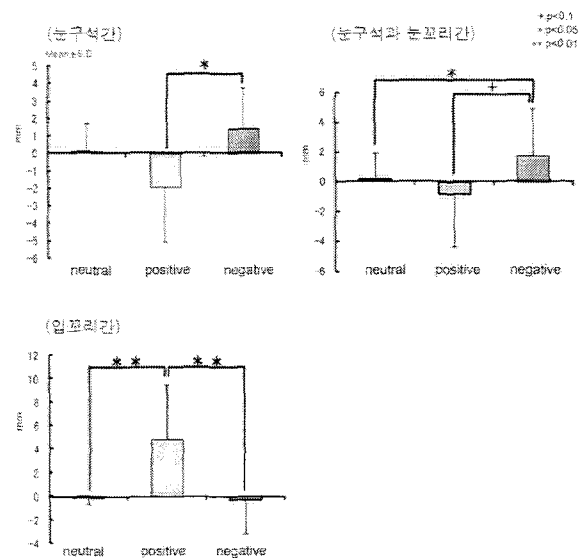 (눈구석간)
Mean±S.D
*
mm
5
4
3
2
1
0
-1
-2
-3
-4
-5
-6
neutral positive negative
(눈구석과 눈꼬리간)
+ p<0.1
* p<0.05
** p<0.01
*
+
mm
6
4
2
0
-2
-4
-6
neutral positive negative
(입꼬리간)
** **
mm
12
10
8
6
4
2
0
-2
-4
neutral positive negative